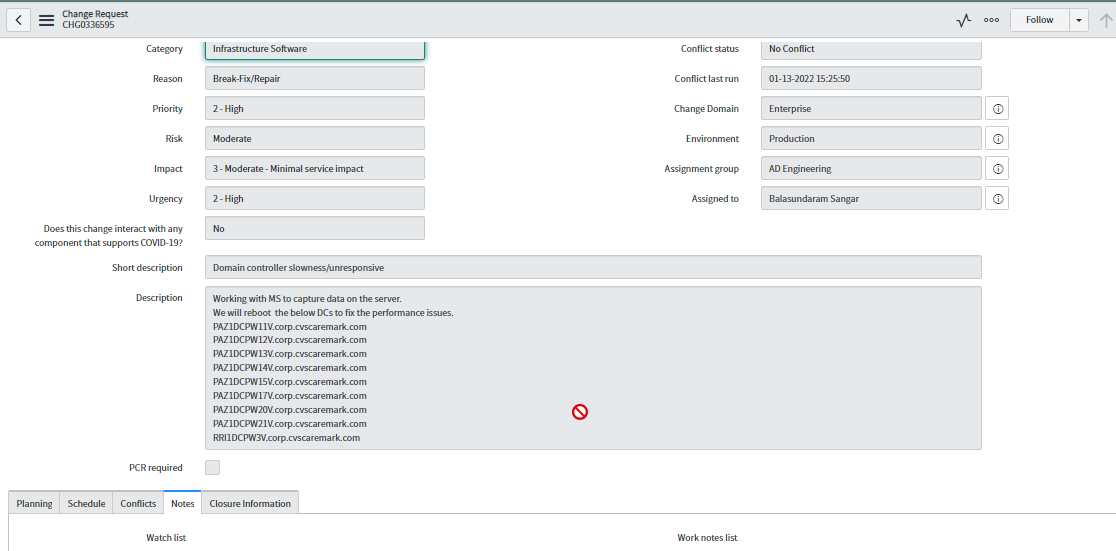 Change Request
CHG0336595
Follow
Category Infrastructure Software
Conflict status No Conflict
Reason Break-Fix/Repair
Conflict last run 01-13-2022 15:25:50
Priority 2 - High
Change Domain Enterprise
Risk Moderate
Environment Production
Impact 3 - Moderate - Minimal service impact
Assignment group AD Engineering
Urgency 2 - High
Assigned to Balasundaram Sangar
Does this change interact with any
component that supports COVID-19?
No
Short description Domain controller slowness/unresponsive
Description
Working with MS to capture data on the server.
We will reboot the below DCs to fix the performance issues.
PAZ1DCPW11V.corp.cvscaremark.com
PAZ1DCPW12V.corp.cvscaremark.com
PAZ1DCPW13V.corp.cvscaremark.com
PAZ1DCPW14V.corp.cvscaremark.com
PAZ1DCPW15V.corp.cvscaremark.com
PAZ1DCPW17V.corp.cvscaremark.com
PAZ1DCPW20V.corp.cvscaremark.com
PAZ1DCPW21V.corp.cvscaremark.com
RRI1DCPW3V.corp.cvscaremark.com
PCR required
Planning Schedule Conflicts Notes Closure Information
Watch list
Work notes list